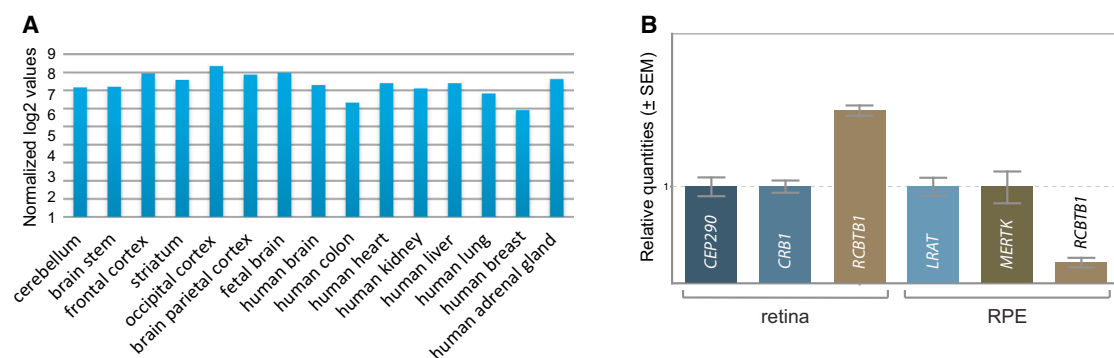 A
Normalized log2 values
9
8
7
6
5
4
3
2
1
cerebellum
brain stem
frontal cortex
striatum
occipital cortex
brain parietal cortex
fetal brain
human brain
human colon
human heart
human kidney
human liver
human lung
human breast
human adrenal gland
B
Relative quantities (± SEM)
1
CEP290
CRB1
RCBTB1
LRAT
MERTK
RCBTB1
retina
RPE